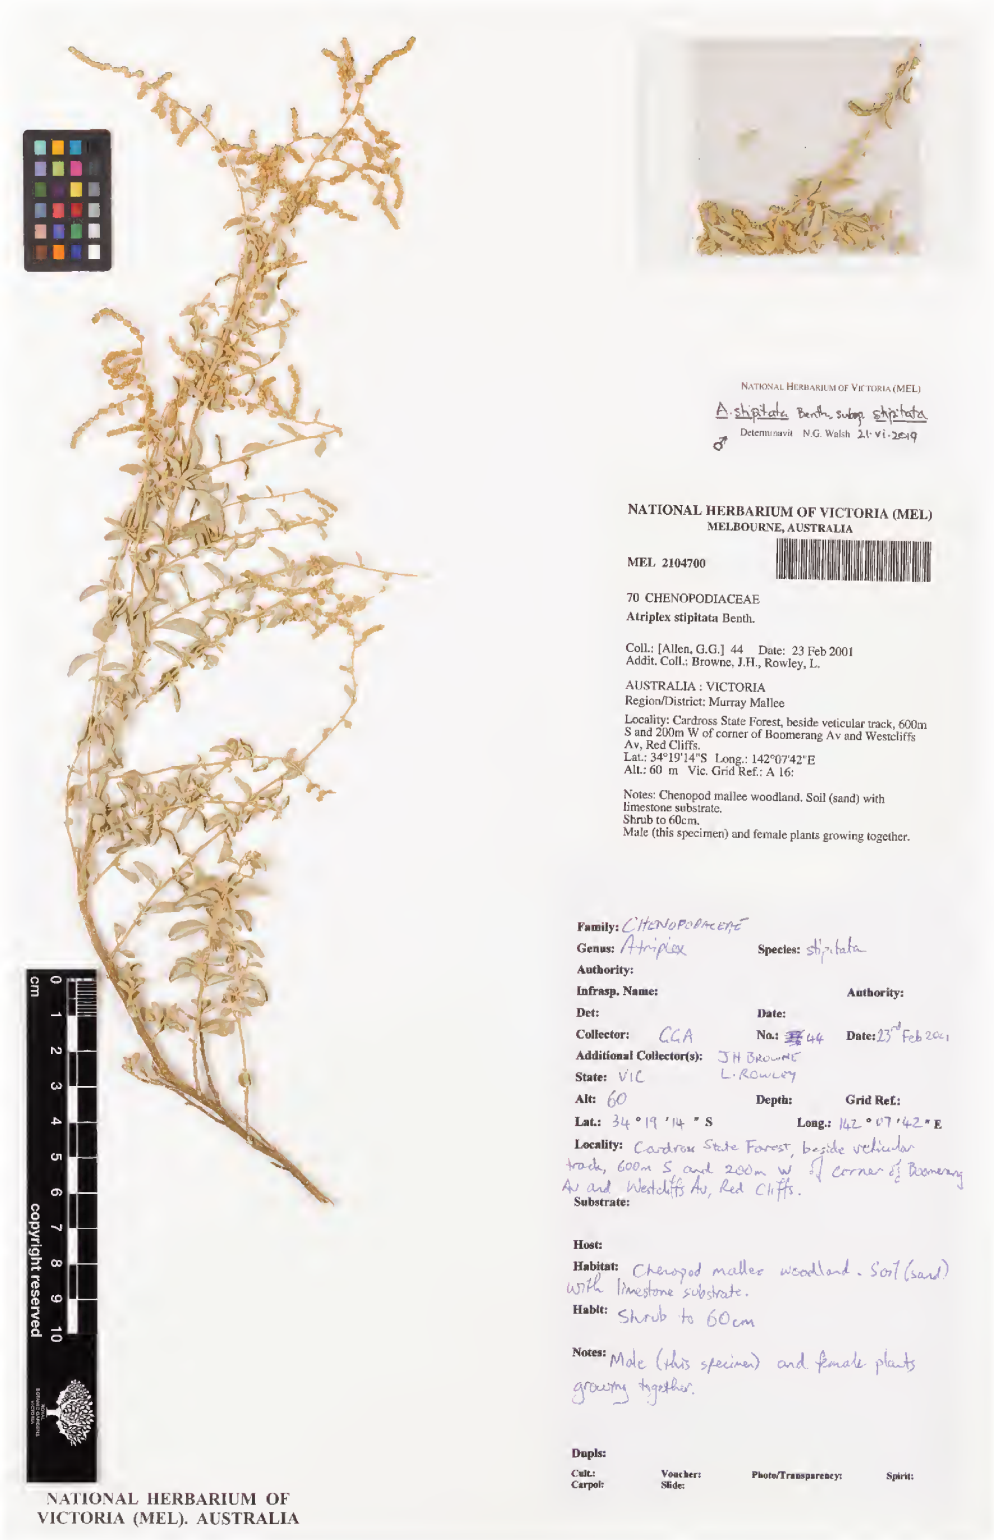 NATIONAL HERBARIUM OF VICTORIA (MEL)
A. stipitata Benth. subsp. stipitata
Determinavit N.G. Walsh 21-vi-2019
♂
NATIONAL HERBARIUM OF VICTORIA (MEL)
MELBOURNE, AUSTRALIA
MEL 2104700
70 CHENOPODIACEAE
Atriplex stipitata Benth.
Coll.: [Allen, G.G.] 44 Date: 23 Feb 2001
Addit. Coll.: Browne, J.H., Rowley, L.
AUSTRALIA : VICTORIA
Region/District: Murray Mallee
Locality: Cardross State Forest, beside veticular track, 600m
S and 200m W of corner of Boomerang Av and Westcliffs
Av, Red Cliffs.
Lat.: 34°19'14"S Long.: 142°07'42"E
Alt.: 60 m Vic. Grid Ref.: A 16:
Notes: Chenopod mallee woodland. Soil (sand) with
limestone substrate.
Shrub to 60cm.
Male (this specimen) and female plants growing together.
Family: CHENOPODACEAE
Genus: Atriplex Species: stipitata
Authority:
Infrasp. Name: Authority:
Det: Date:
Collector: GGA No.: 44 Date: 23rd Feb 2001
Additional Collector(s): JH BROWNE
State: VIC L. ROWLEY
Alt: 60 Depth: Grid Ref.:
Lat.: 34 ° 19 ' 14 " S Long.: 142 ° 07 ' 42 " E
Locality: Cardross State Forest, beside veticular
track, 600m S and 200m W of corner of Boomerang
Av and Westcliffs Av, Red Cliffs.
Substrate:
Host:
Habitat: Chenopod mallee woodland. Soil (sand)
with limestone substrate.
Habit: Shrub to 60cm
Notes: Male (this specimen) and female plants
growing together.
Dupls:
Cult.: Voucher: Photo/Transparency: Spirit:
Carpol: Slide:
cm
0 1 2 3 4 5 6 7 8 9 10
copyright reserved
ROYAL
BOTANIC GARDENS
VICTORIA
NATIONAL HERBARIUM OF
VICTORIA (MEL). AUSTRALIA